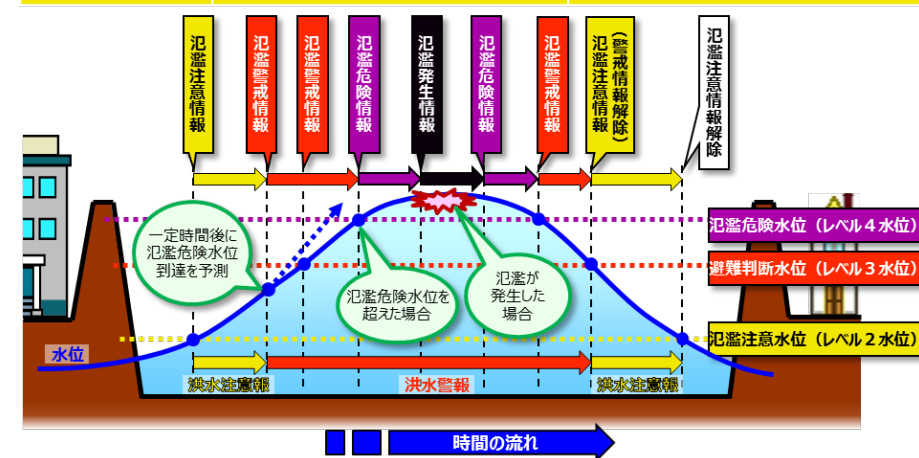 氾濫注意情報
氾濫警戒情報
氾濫警戒情報
氾濫危険情報
氾濫発生情報
氾濫危険情報
氾濫警戒情報
氾濫注意情報
(警戒情報解除)
氾濫注意情報解除
一定時間後に
氾濫危険水位
到達を予測
氾濫危険水位を
超えた場合
氾濫が
発生した
場合
氾濫危険水位（レベル４水位）
避難判断水位（レベル３水位）
氾濫注意水位（レベル２水位）
水位
洪水注意報
洪水警報
洪水注意報
時間の流れ